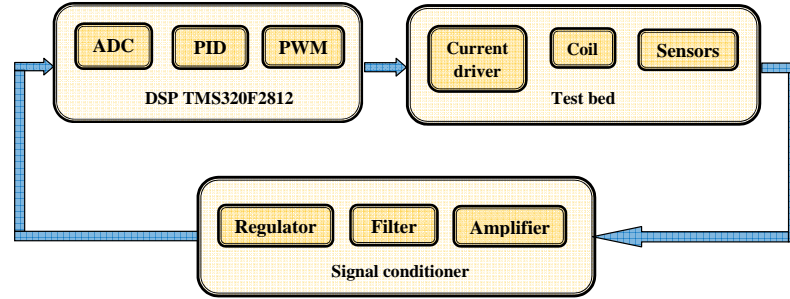 ADC
PID
PWM
DSP TMS320F2812
Current
driver
Coil
Sensors
Test bed
Regulator
Filter
Amplifier
Signal conditioner